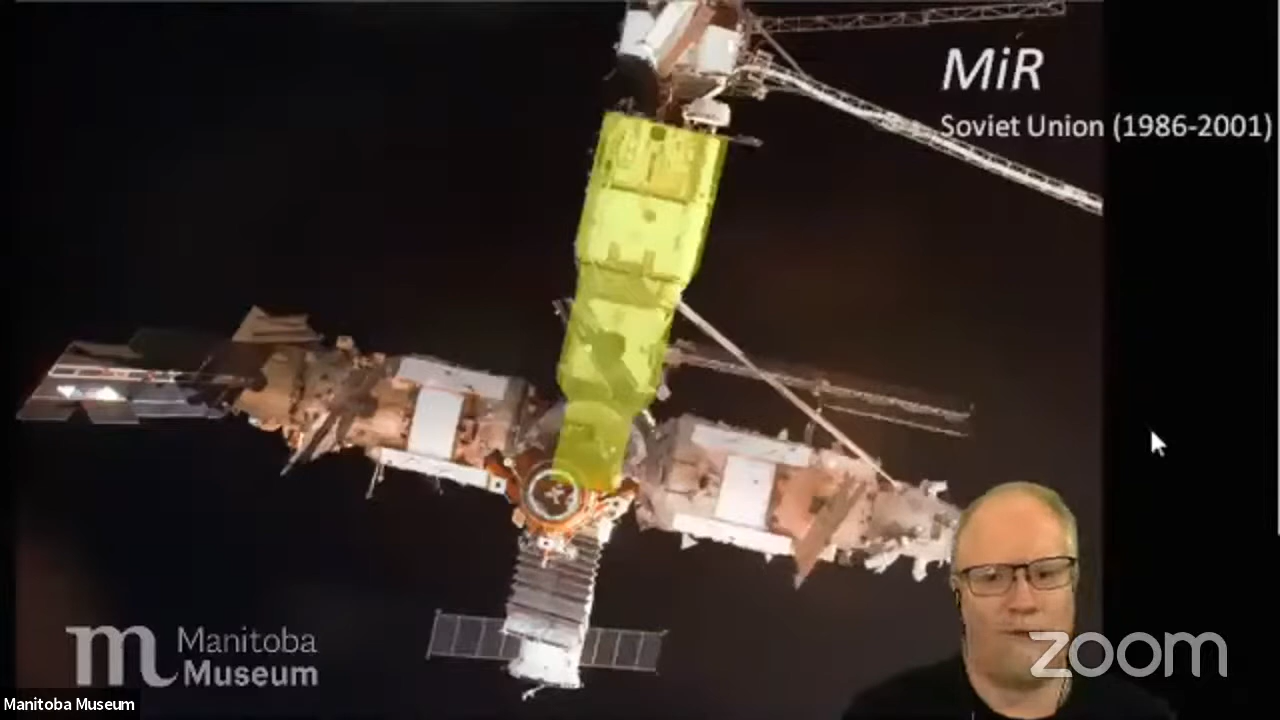 MiR
Soviet Union (1986-2001)
m Manitoba
Museum
zoom
Manitoba Museum